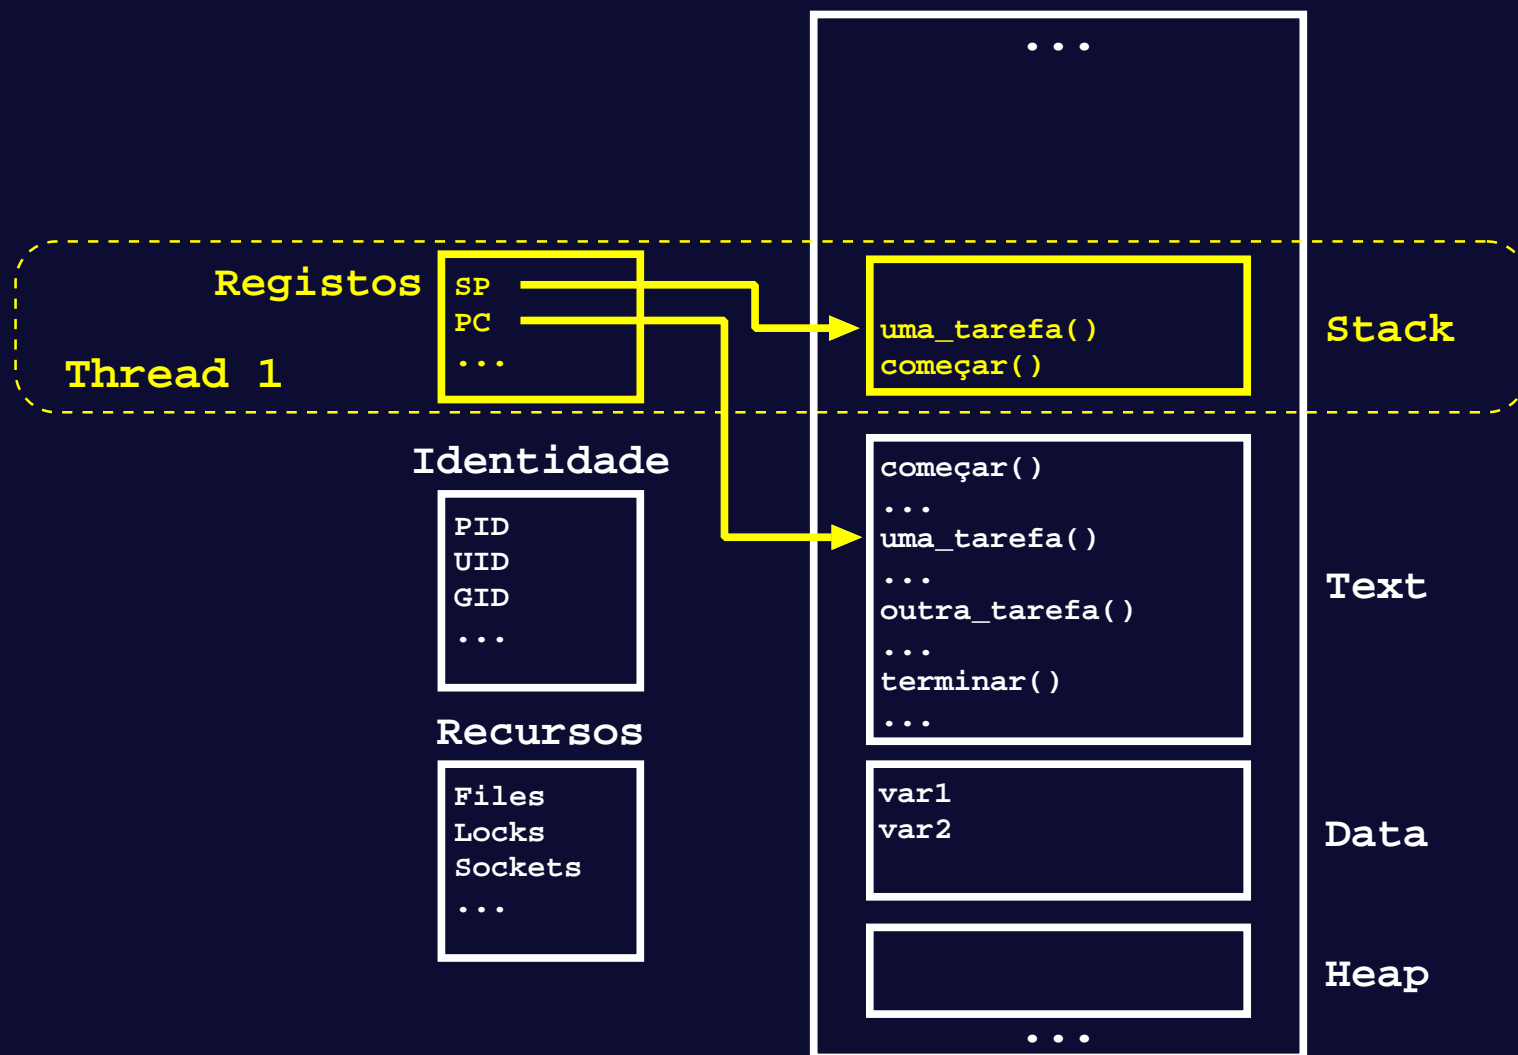 ...
Registos
SP
PC
...
Thread 1
uma_tarefa()
começar()
Stack
Identidade
PID
UID
GID
...
começar()
...
uma_tarefa()
...
outra_tarefa()
...
terminar()
...
Text
Recursos
Files
Locks
Sockets
...
var1
var2
Data
Heap
...